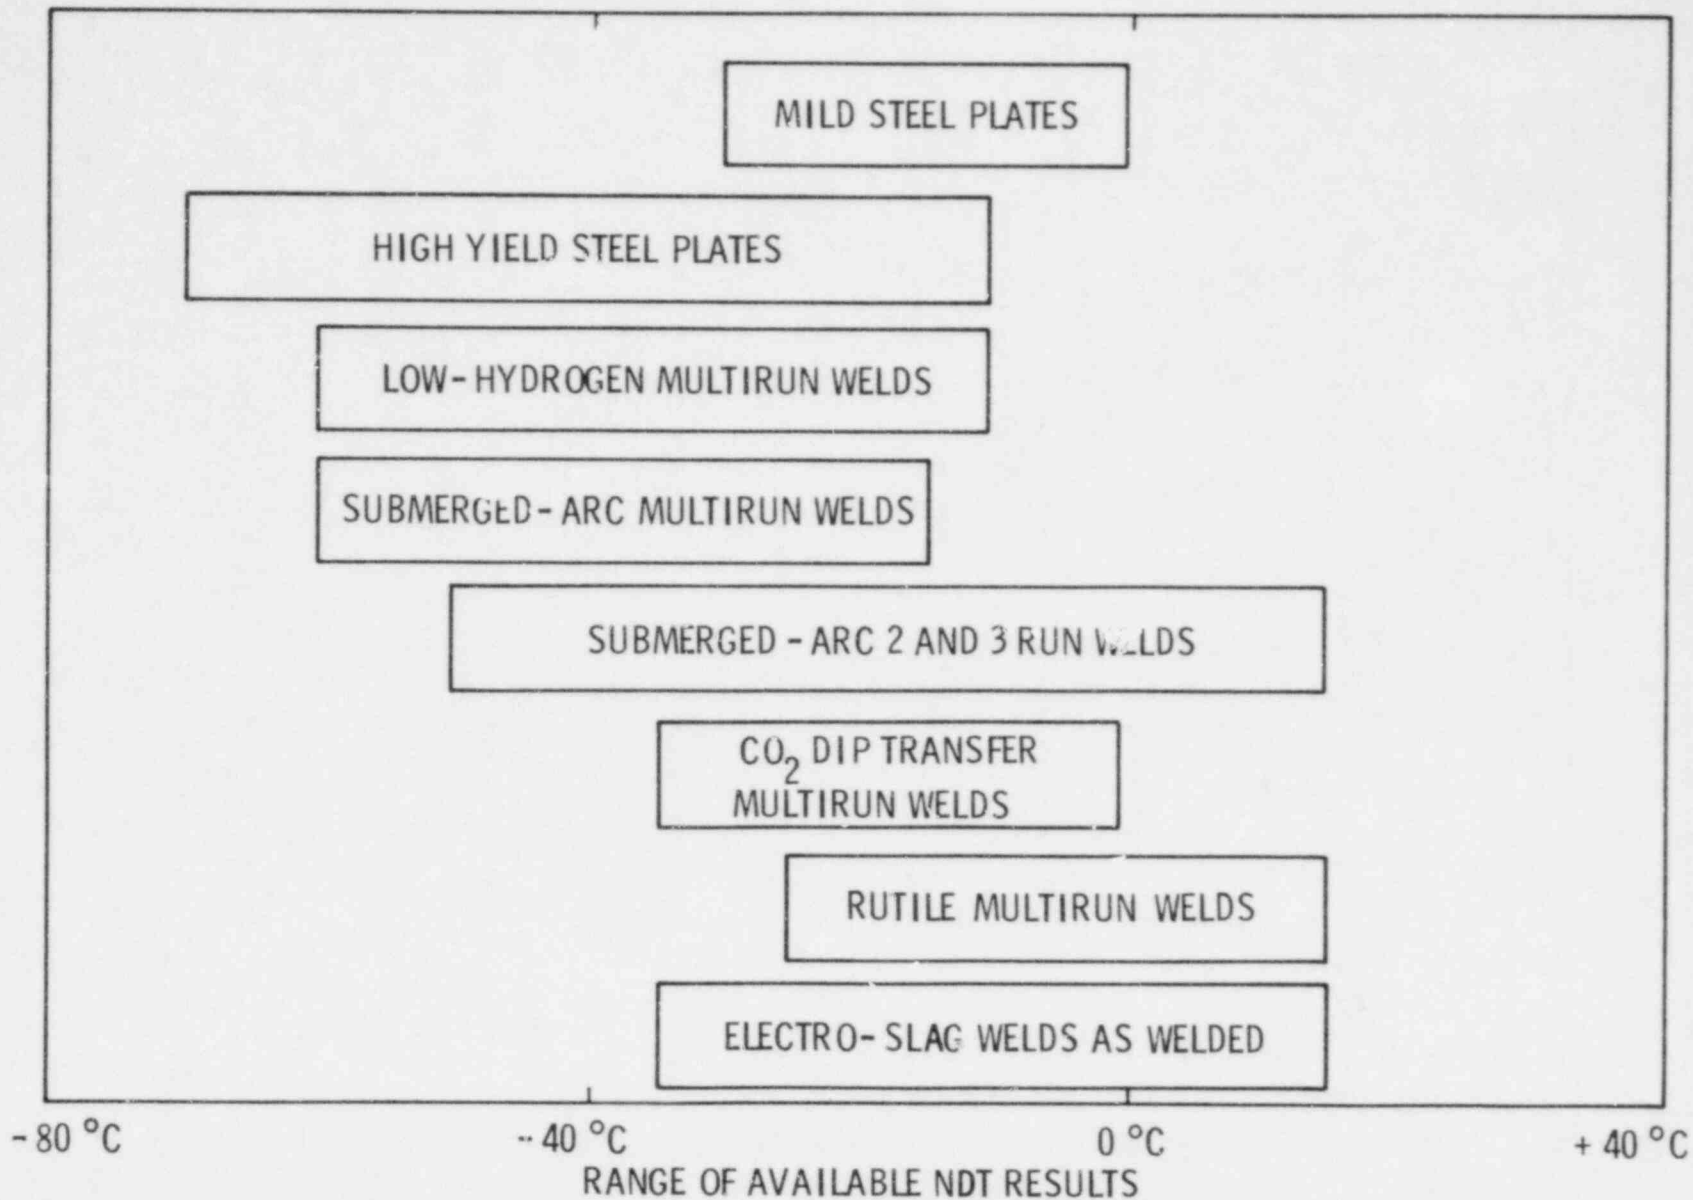 MILD STEEL PLATES
HIGH YIELD STEEL PLATES
LOW-HYDROGEN MULTIRUN WELDS
SUBMERGED-ARC MULTIRUN WELDS
SUBMERGED-ARC 2 AND 3 RUN WELDS
CO₂ DIP TRANSFER
MULTIRUN WELDS
RUTILE MULTIRUN WELDS
ELECTRO-SLAG WELDS AS WELDED
-80 °C -40 °C 0 °C +40 °C
RANGE OF AVAILABLE NDT RESULTS